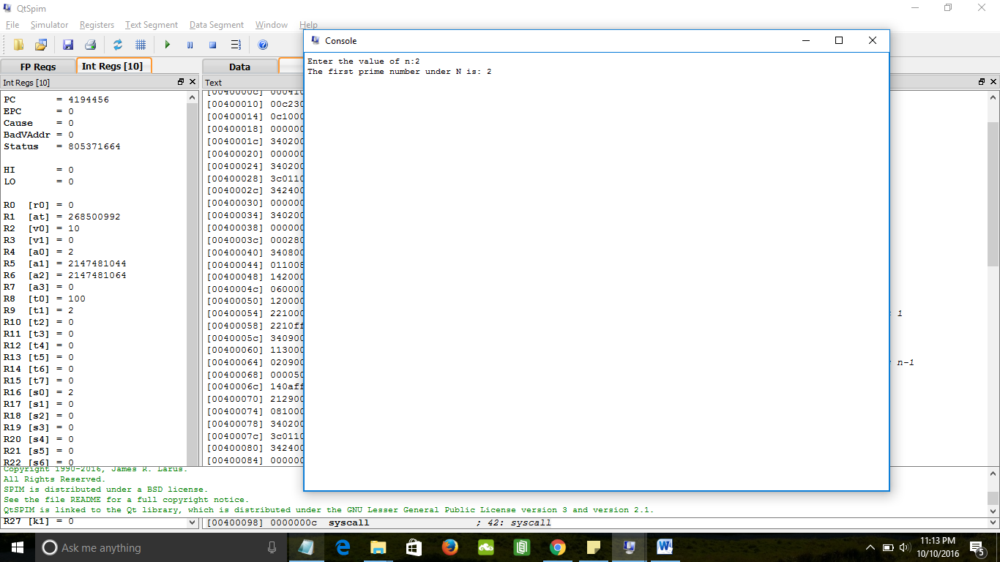 QtSpim
File Simulator Registers Text Segment Data Segment Window Help
Console
Enter the value of n:2
The first prime number under N is: 2
FP Regs Int Regs [10] Data
Int Regs [10] Text
PC = 4194456
EPC = 0
Cause = 0
BadVAddr = 0
Status = 805371664
HI = 0
LO = 0
R0 [r0] = 0
R1 [at] = 268500992
R2 [v0] = 10
R3 [v1] = 0
R4 [a0] = 2
R5 [a1] = 2147481044
R6 [a2] = 2147481064
R7 [a3] = 0
R8 [t0] = 100
R9 [t1] = 2
R10 [t2] = 0
R11 [t3] = 0
R12 [t4] = 0
R13 [t5] = 0
R14 [t6] = 0
R15 [t7] = 0
R16 [s0] = 2
R17 [s1] = 0
R18 [s2] = 0
R19 [s3] = 0
R20 [s4] = 0
R21 [s5] = 0
R22 [s6] = 0
[0040000c] 000410
[00400010] 00c230
[00400014] 0c1000
[00400018] 000000
[0040001c] 340200
[00400020] 000000
[00400024] 340200
[00400028] 3c0110
[0040002c] 342400
[00400030] 000000
[00400034] 340200
[00400038] 000000
[0040003c] 000280
[00400040] 340800
[00400044] 011008
[00400048] 142000
[0040004c] 060000
[00400050] 120000
[00400054] 221000 1
[00400058] 2210ff
[0040005c] 340900
[00400060] 113000
[00400064] 020900 n-1
[00400068] 000050
[0040006c] 140aff
[00400070] 212900
[00400074] 081000
[00400078] 340200
[0040007c] 3c0110
[00400080] 342400
[00400084] 000000
Copyright 1990-2016, James R. Larus.
All Rights Reserved.
SPIM is distributed under a BSD license.
See the file README for a full copyright notice.
QtSPIM is linked to the Qt library, which is distributed under the GNU Lesser General Public License version 3 and version 2.1.
R27 [k1] = 0
[00400098] 0000000c syscall ; 42: syscall
Ask me anything
11:13 PM
10/10/2016
5